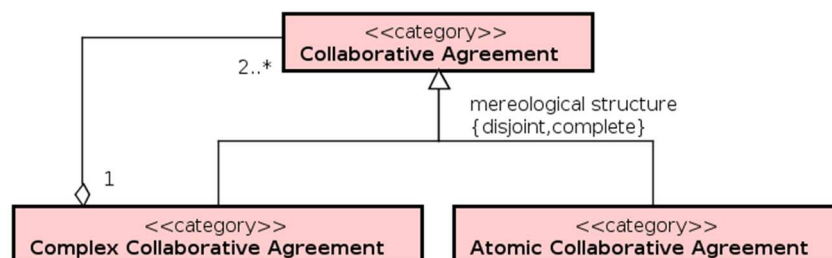 <<category>>
Collaborative Agreement
2..*
mereological structure
{disjoint,complete}
1
<<category>>
Complex Collaborative Agreement
<<category>>
Atomic Collaborative Agreement